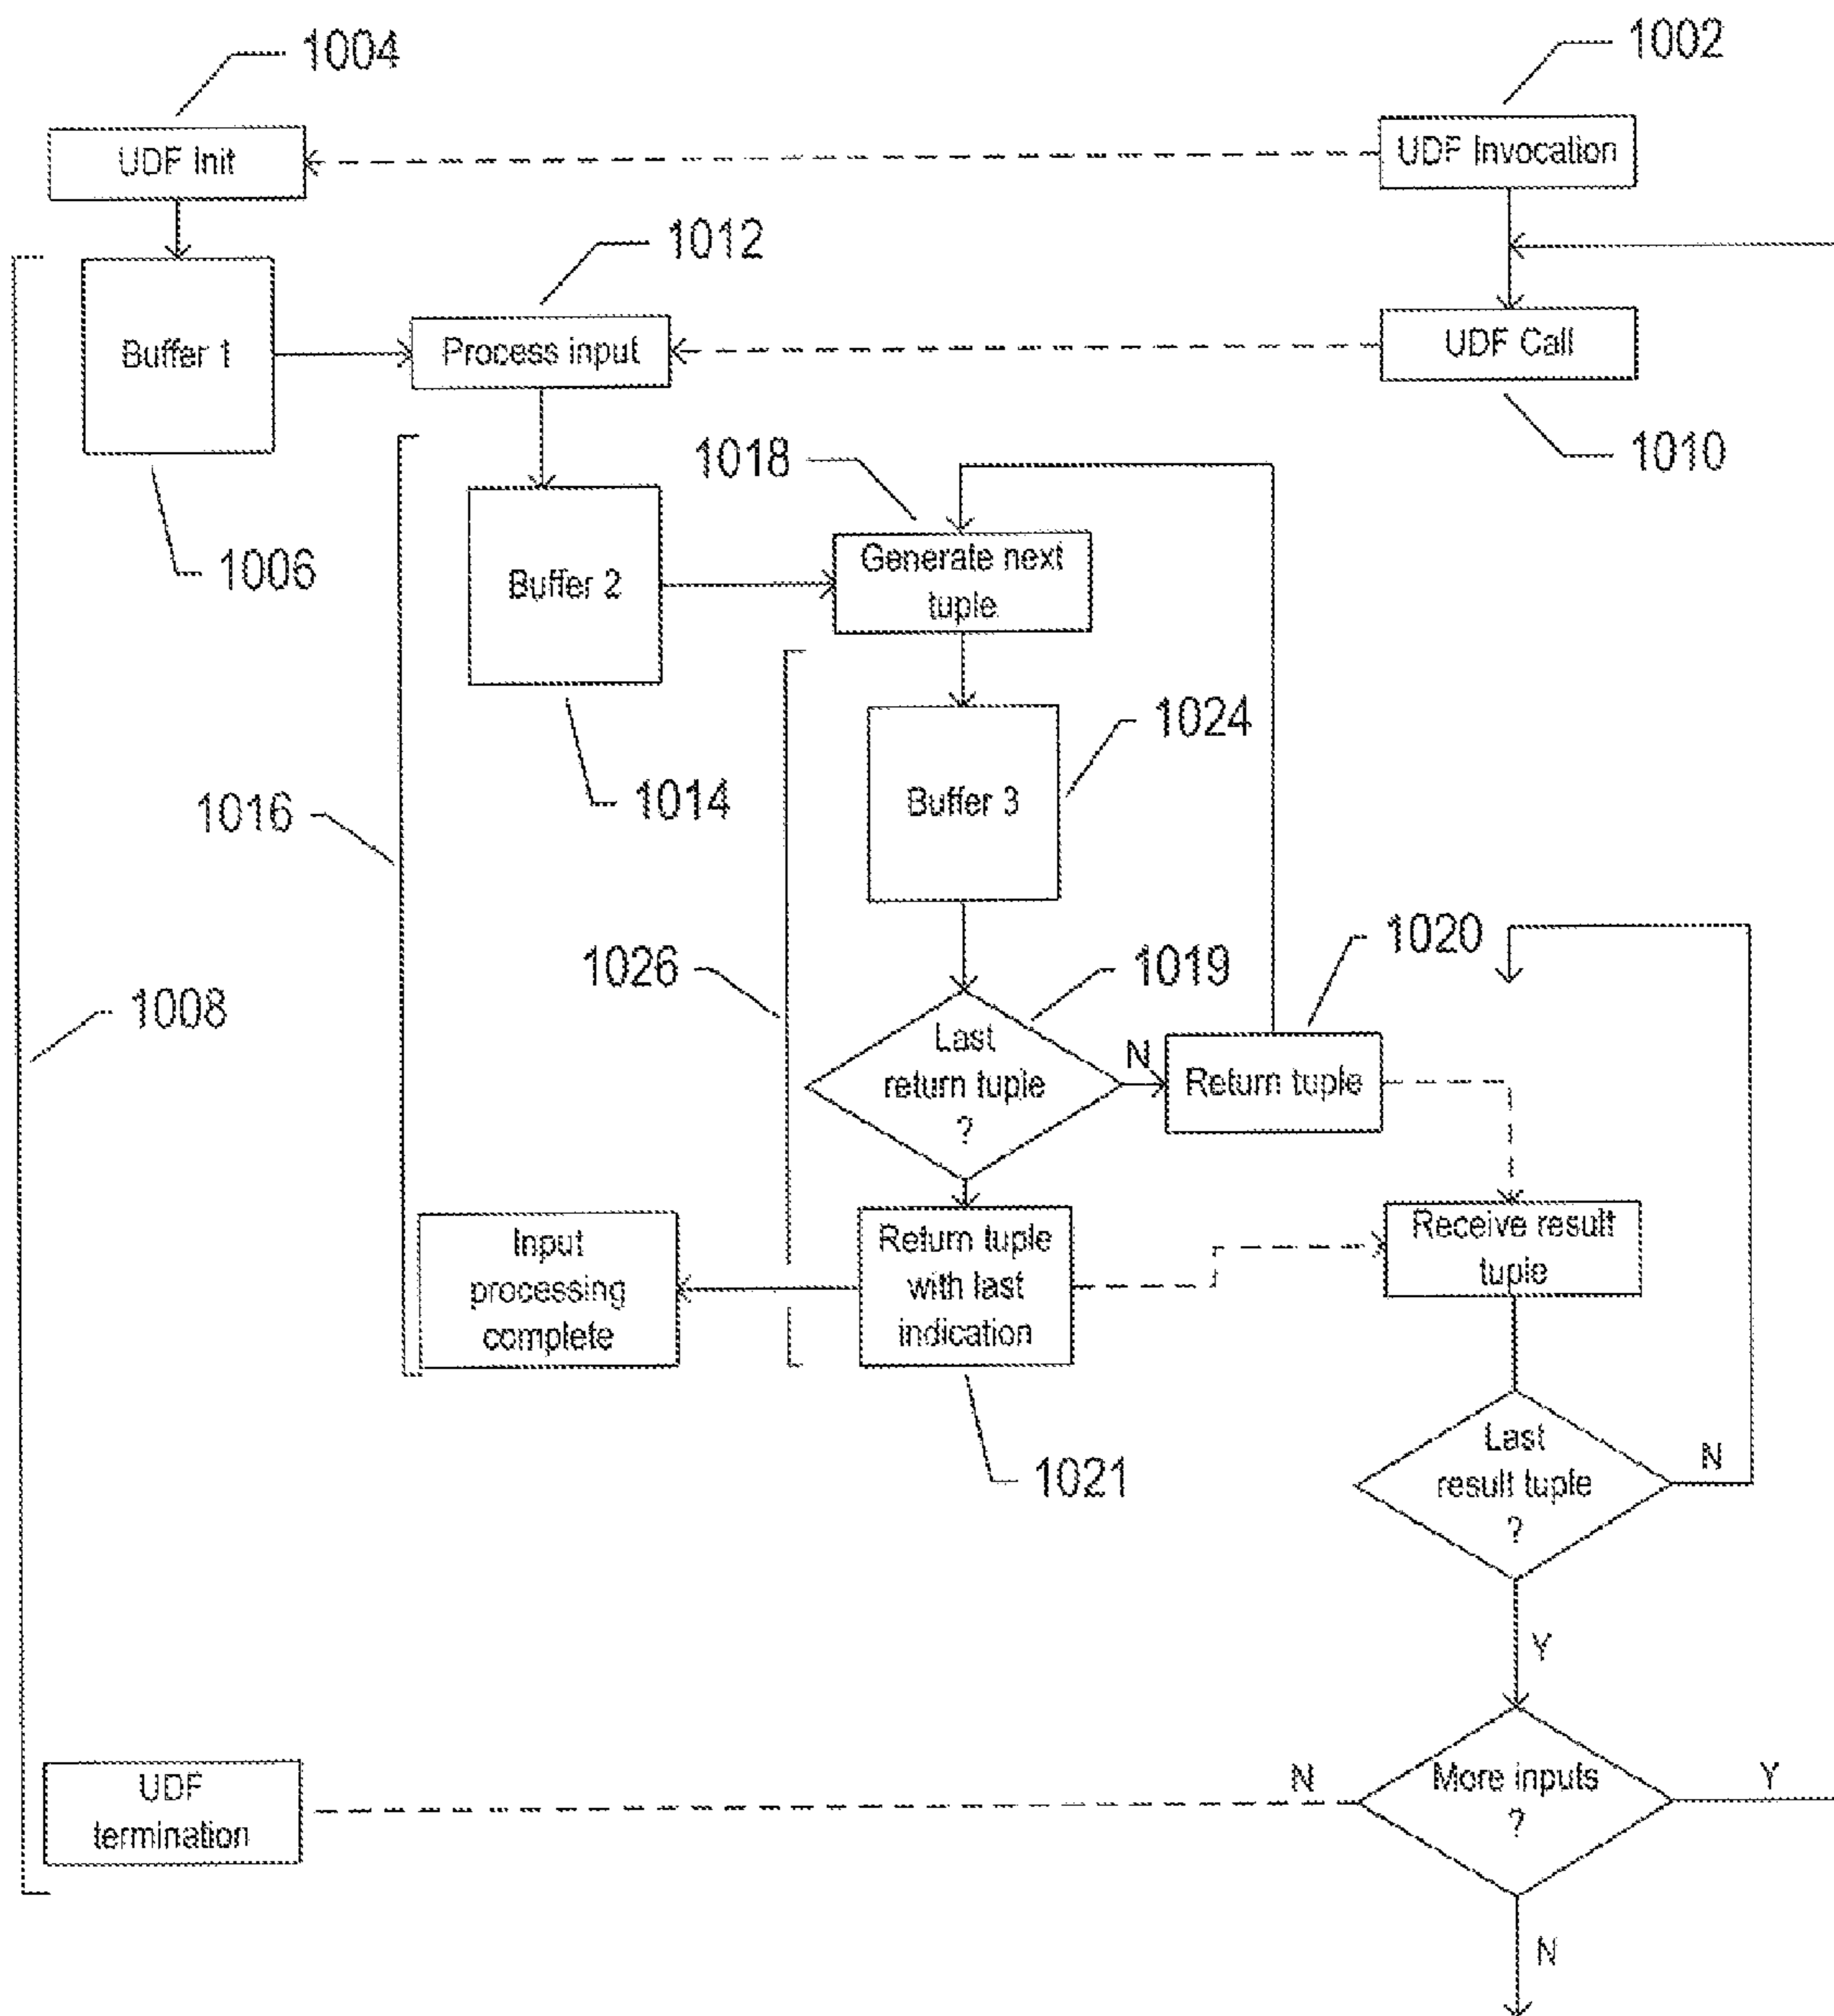 1004
1002
UDF Init
UDF Invocation
1012
Buffer 1
Process input
UDF Call
1006
1018
1010
Buffer 2
Generate next
tuple
1014
1024
Buffer 3
1016
1020
1026
1019
1008
Last
return tuple
?
N
Return tuple
Input
processing
complete
Return tuple
with last
indication
Receive result
tuple
1021
Last
result tuple
?
N
Y
UDF
termination
N
More inputs
?
Y
N